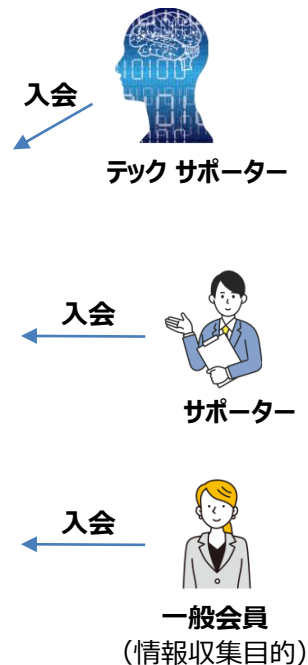 入会
テック サポーター
入会
サポーター
入会
一般会員
（情報収集目的）